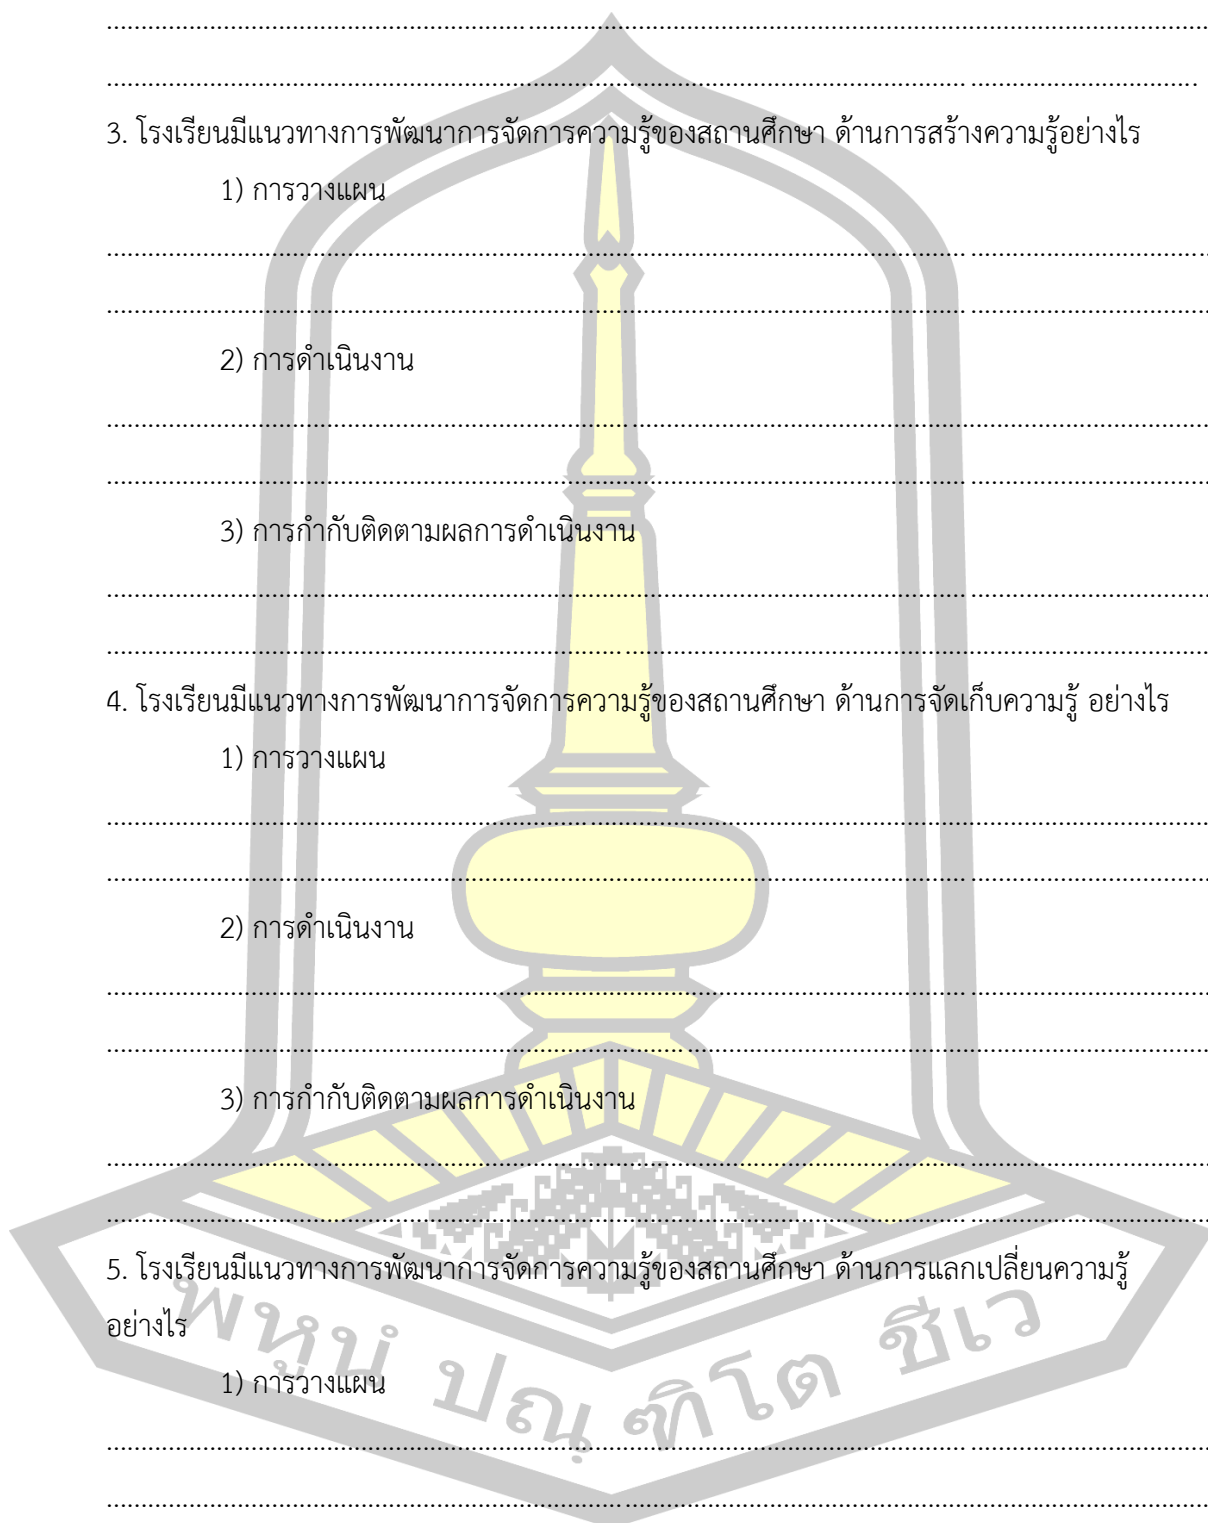 3. โรงเรียนมีแนวทางการพัฒนาการจัดการความรู้ของสถานศึกษา ด้านการสร้างความรู้อย่างไร
1) การวางแผน
2) การดำเนินงาน
3) การกำกับติดตามผลการดำเนินงาน
4. โรงเรียนมีแนวทางการพัฒนาการจัดการความรู้ของสถานศึกษา ด้านการจัดเก็บความรู้ อย่างไร
1) การวางแผน
2) การดำเนินงาน
3) การกำกับติดตามผลการดำเนินงาน
5. โรงเรียนมีแนวทางการพัฒนาการจัดการความรู้ของสถานศึกษา ด้านการแลกเปลี่ยนความรู้
อย่างไร
1) การวางแผน
พหูนํ ปณฺฑิโต ชีเว